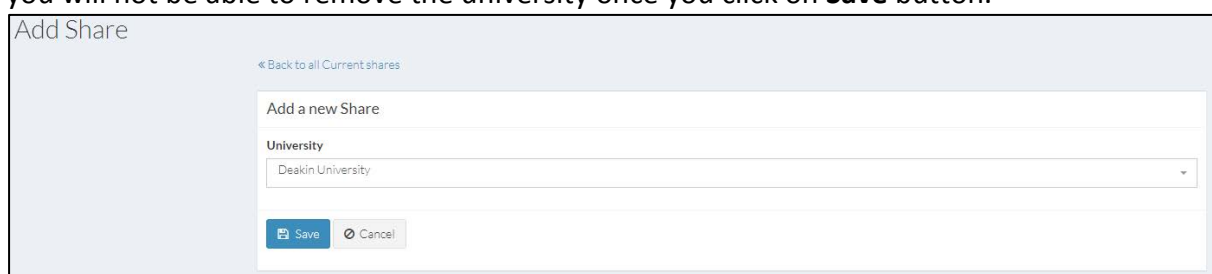 you will not be able to remove the university once you click on Save button.
Add Share
« Back to all Current shares
Add a new Share
University
Deakin University
Save Cancel